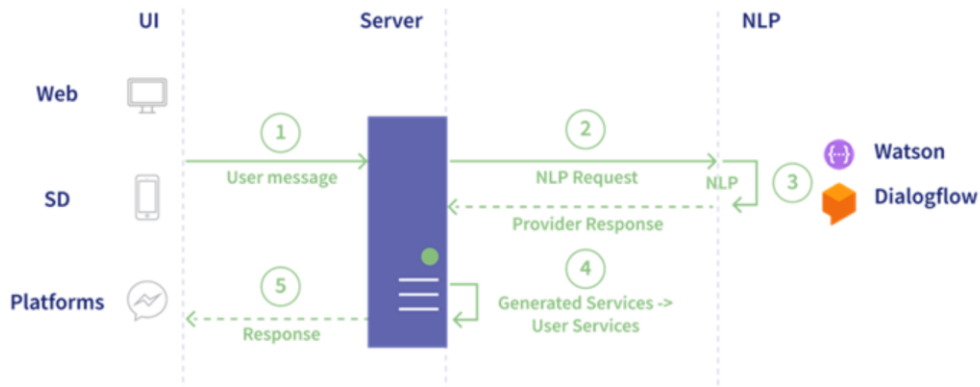 UI
Server
NLP
Web
1
2
User message
NLP Request
NLP
3
{···}
Watson
SD
Dialogflow
Provider Response
4
5
Platforms
Generated Services ->
User Services
Response